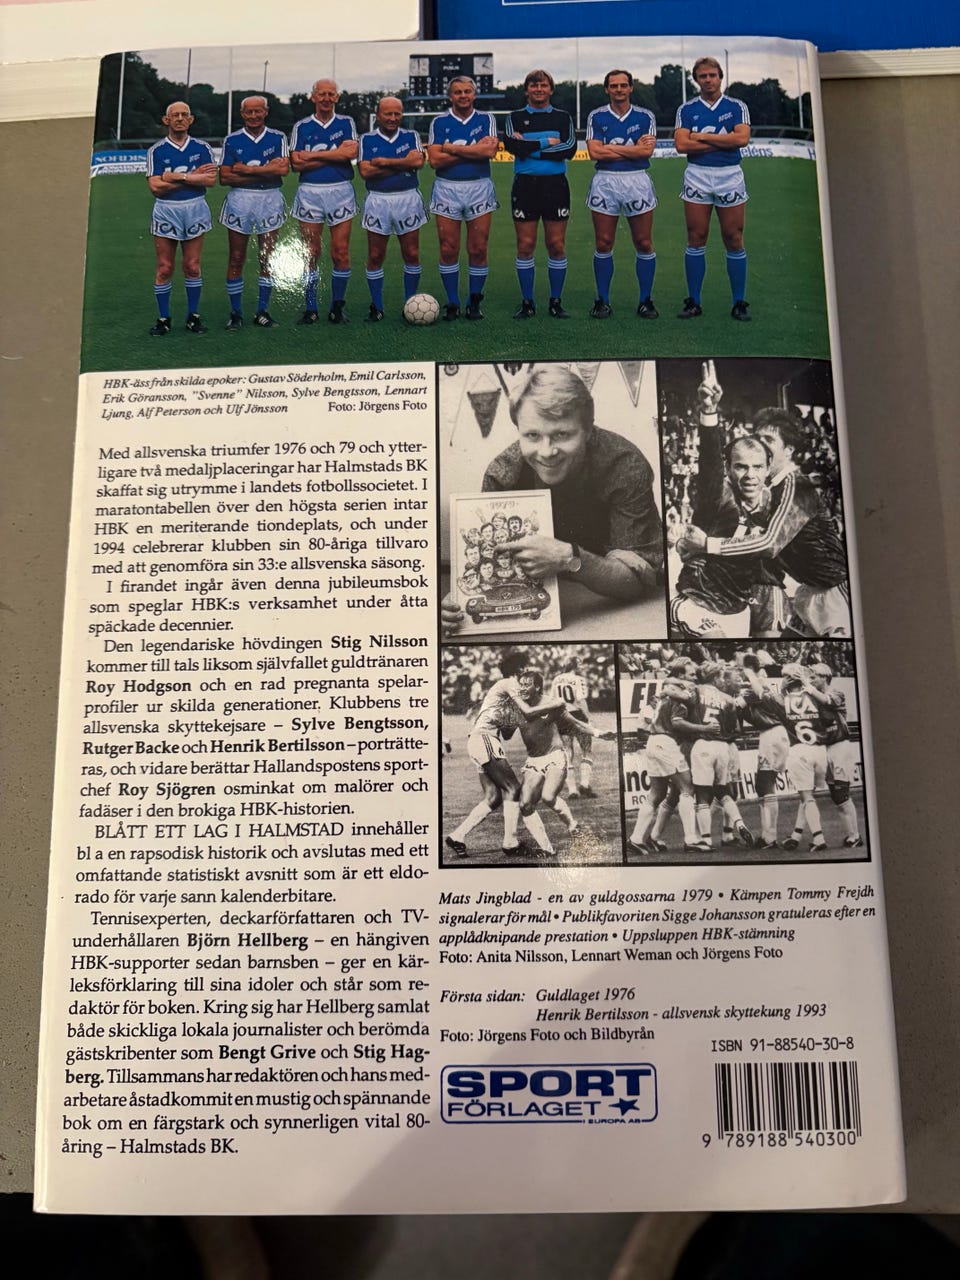 HBK-äss från skilda epoker: Gustav Söderholm, Emil Carlsson,
Erik Göransson, "Svenne" Nilsson, Sylve Bengtsson, Lennart
Ljung, Alf Peterson och Ulf Jönsson Foto: Jörgens Foto
Med allsvenska triumfer 1976 och 79 och ytter-
ligare två medaljplaceringar har Halmstads BK
skaffat sig utrymme i landets fotbollssocietet. I
maratontabellen över den högsta serien intar
HBK en meriterande tiondeplats, och under
1994 celebrerar klubben sin 80-åriga tillvaro
med att genomföra sin 33:e allsvenska säsong.
I firandet ingår även denna jubileumsbok
som speglar HBK:s verksamhet under åtta
späckade decennier.
Den legendariske hövdingen Stig Nilsson
kommer till tals liksom självfallet guldtränaren
Roy Hodgson och en rad pregnanta spelar-
profiler ur skilda generationer. Klubbens tre
allsvenska skyttekejsare – Sylve Bengtsson,
Rutger Backe och Henrik Bertilsson – porträtte-
ras, och vidare berättar Hallandspostens sport-
chef Roy Sjögren osminkat om malörer och
fadäser i den brokiga HBK-historien.
BLÅTT ETT LAG I HALMSTAD innehåller
bl a en rapsodisk historik och avslutas med ett
omfattande statistiskt avsnitt som är ett eldo-
rado för varje sann kalenderbitare.
Tennisexperten, deckarförfattaren och TV-
underhållaren Björn Hellberg – en hängiven
HBK-supporter sedan barnsben – ger en kär-
leksförklaring till sina idoler och står som re-
daktör för boken. Kring sig har Hellberg samlat
både skickliga lokala journalister och berömda
gästskribenter som Bengt Grive och Stig Hag-
berg. Tillsammans har redaktören och hans med-
arbetare åstadkommit en mustig och spännande
bok om en färgstark och synnerligen vital 80-
åring – Halmstads BK.
1979
10
5
6
ICA
Mats Jingblad - en av guldgossarna 1979 • Kämpen Tommy Frejdh
signalerar för mål • Publikfavoriten Sigge Johansson gratuleras efter en
applådknipande prestation • Uppsluppen HBK-stämning
Foto: Anita Nilsson, Lennart Weman och Jörgens Foto
Första sidan: Guldlaget 1976
Henrik Bertilsson - allsvensk skyttekung 1993
Foto: Jörgens Foto och Bildbyrån
ISBN 91-88540-30-8
SPORT
FÖRLAGET
I EUROPA AB
9 789188 540300